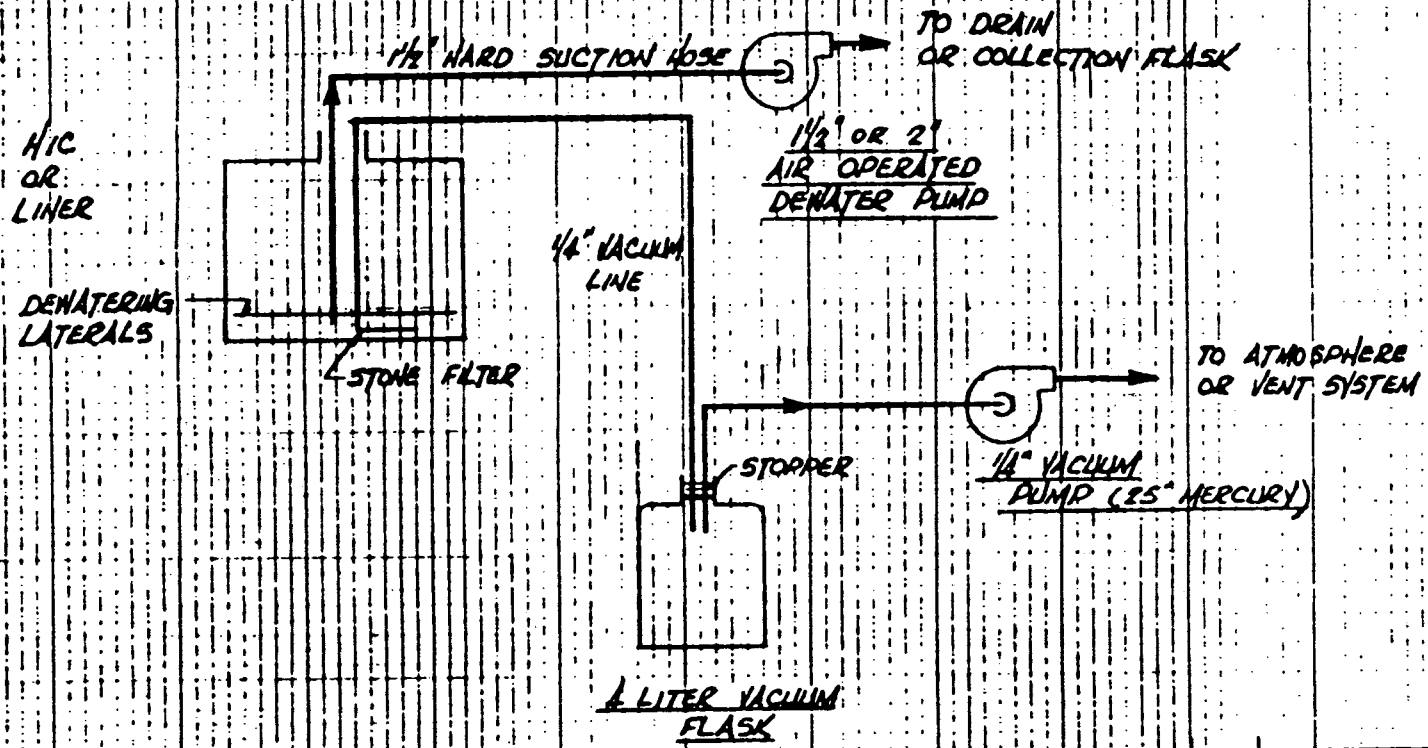 TO DRAIN
OR COLLECTION FLASK
1½" HARD SUCTION HOSE
HIC
OR
LINER
1½" OR 2"
AIR OPERATED
DEWATER PUMP
1/4" VACUUM
LINE
DEWATERING
LATERALS
STONE FILTER
TO ATMOSPHERE
OR VENT SYSTEM
STOPPER
1/4" VACUUM
PUMP (25" MERCURY)
4 LITER VACUUM
FLASK